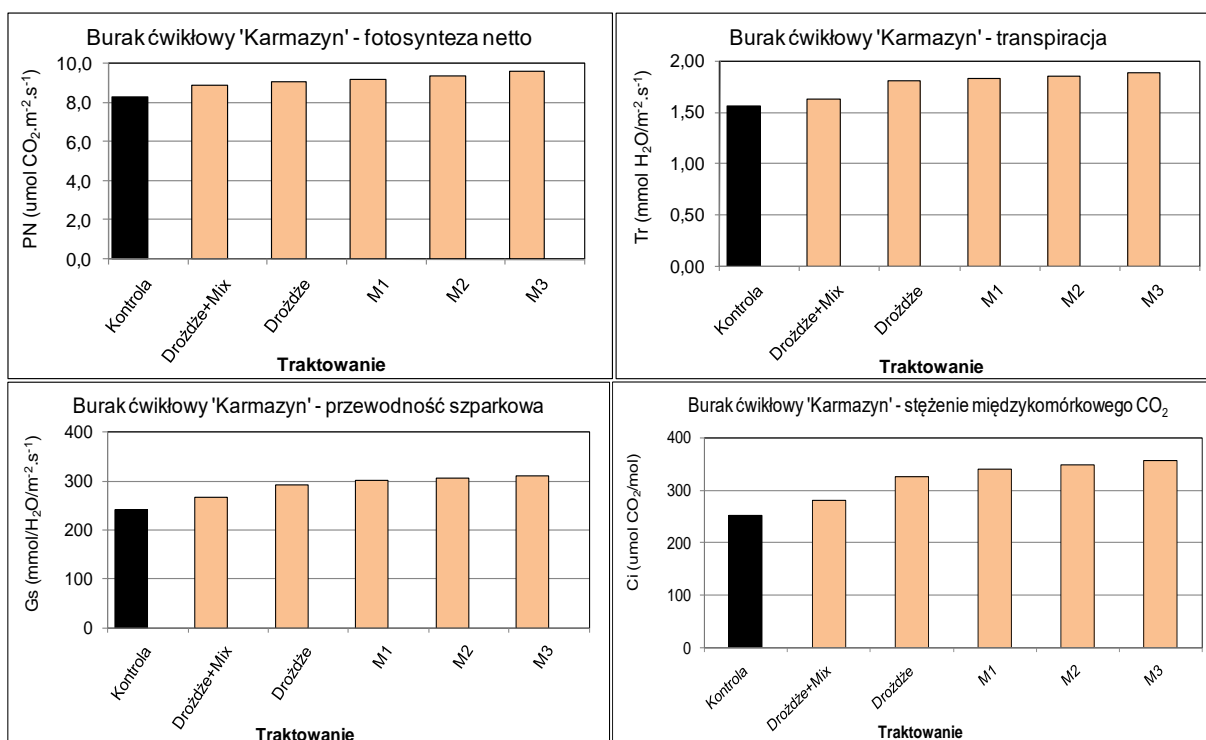 Burak ćwikłowy 'Karmazyn' - fotosynteza netto
PN (umol CO₂.m⁻².s⁻¹)
10,0
8,0
6,0
4,0
2,0
0,0
Kontrola
Drożdże+Mix
Drożdże
M1
M2
M3
Traktowanie
Burak ćwikłowy 'Karmazyn' - transpiracja
Tr (mmol H₂O/m⁻².s⁻¹)
2,00
1,50
1,00
0,50
0,00
Kontrola
Drożdże+Mix
Drożdże
M1
M2
M3
Traktowanie
Burak ćwikłowy 'Karmazyn' - przewodność szparkowa
Gs (mmol/H₂O/m⁻².s⁻¹)
400
300
200
100
0
Kontrola
Drożdże+Mix
Drożdże
M1
M2
M3
Traktowanie
Burak ćwikłowy 'Karmazyn' - stężenie międzykomórkowego CO₂
Ci (umol CO₂/mol)
400
300
200
100
0
Kontrola
Drożdże+Mix
Drożdże
M1
M2
M3
Traktowanie